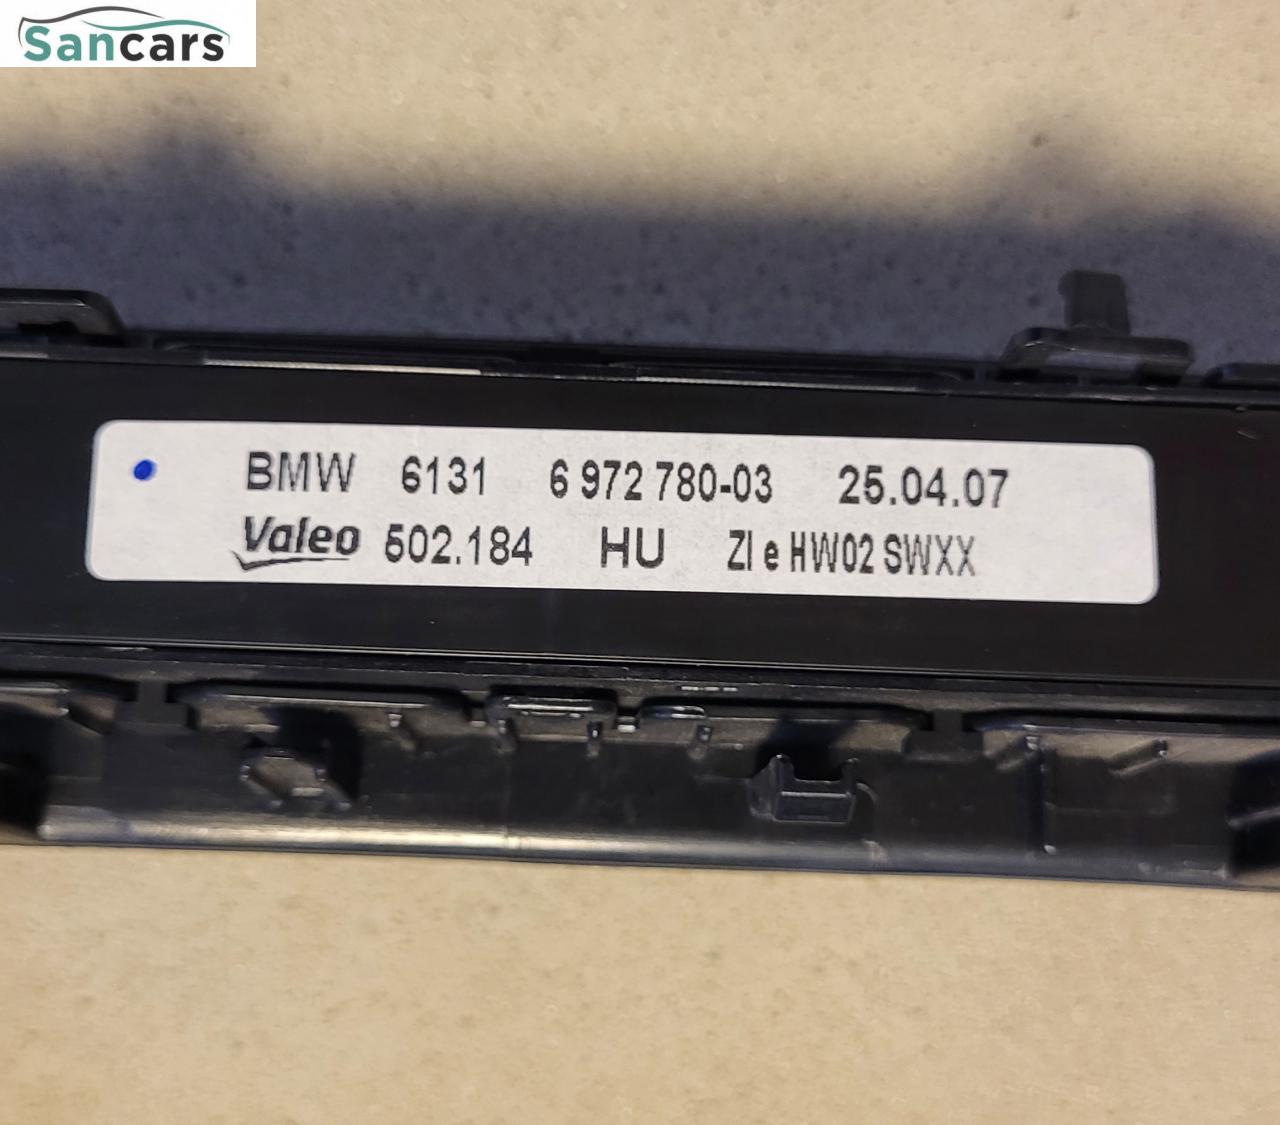 Sancars
BMW 6131 6 972 780-03 25.04.07
Valeo 502.184 HU ZI e HW02 SWXX